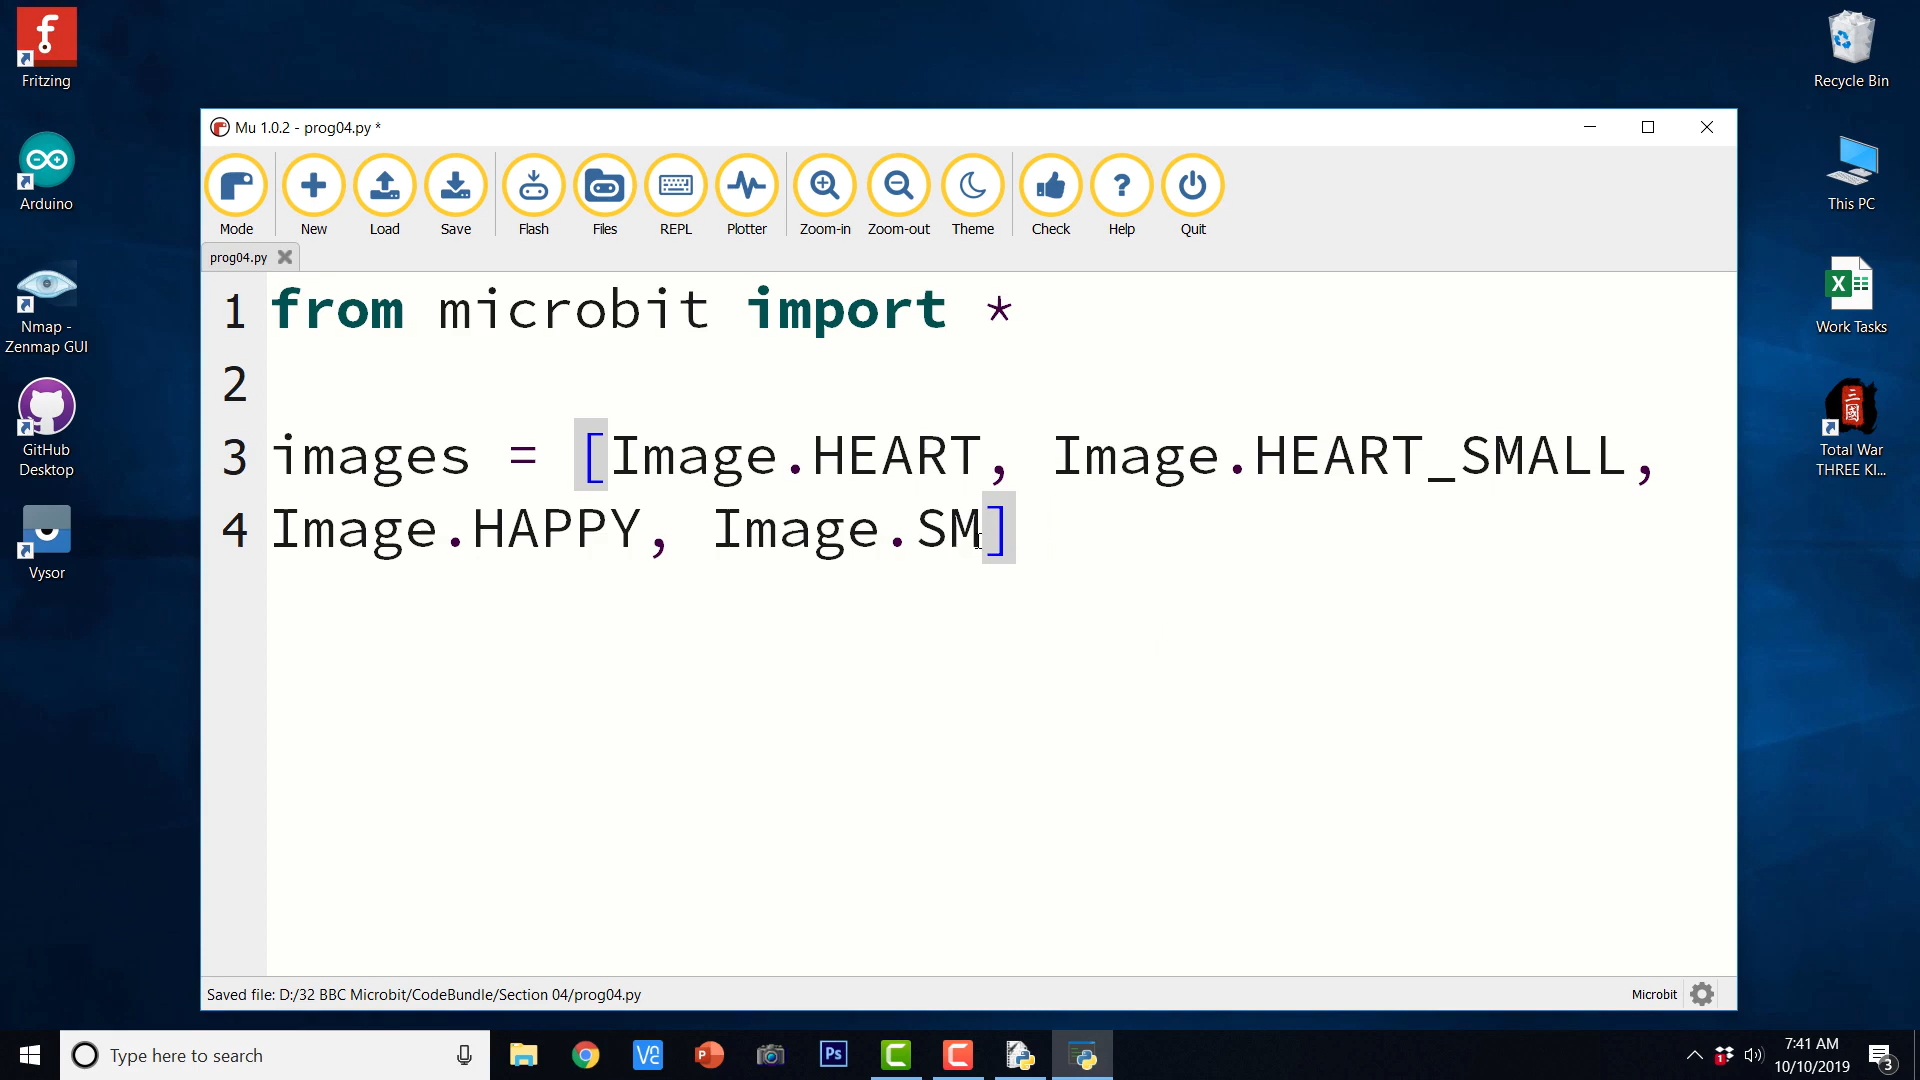 Fritzing
Arduino
Nmap -
Zenmap GUI
GitHub
Desktop
Vysor
Recycle Bin
This PC
Work Tasks
Total War
THREE KI...
Mu 1.0.2 - prog04.py *
Mode New Load Save Flash Files REPL Plotter Zoom-in Zoom-out Theme Check Help Quit
prog04.py
1 from microbit import *
2
3 images = [Image.HEART, Image.HEART_SMALL,
4 Image.HAPPY, Image.SM]
Saved file: D:/32 BBC Microbit/CodeBundle/Section 04/prog04.py
Microbit
Type here to search
7:41 AM
10/10/2019
3